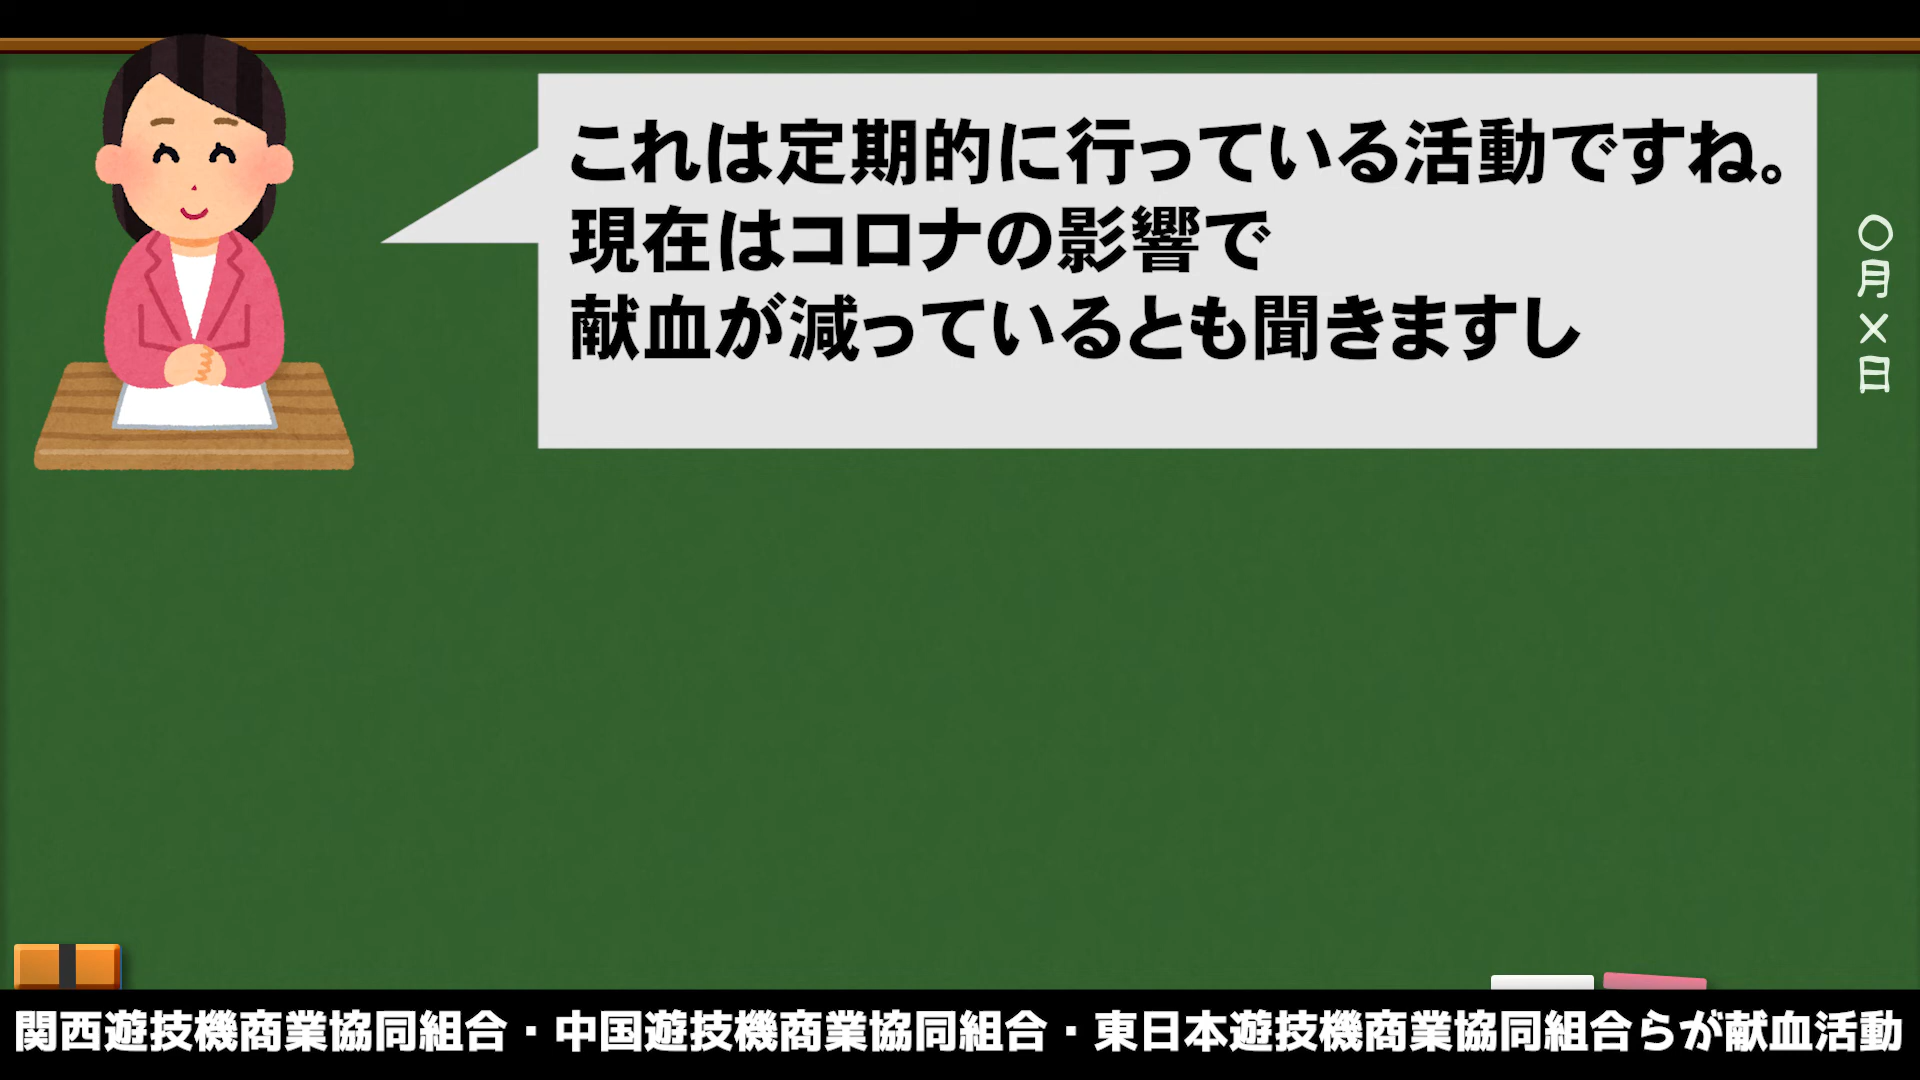 これは定期的に行っている活動ですね。
現在はコロナの影響で
献血が減っているとも聞きますし
〇月×日
関西遊技機商業協同組合・中国遊技機商業協同組合・東日本遊技機商業協同組合らが献血活動